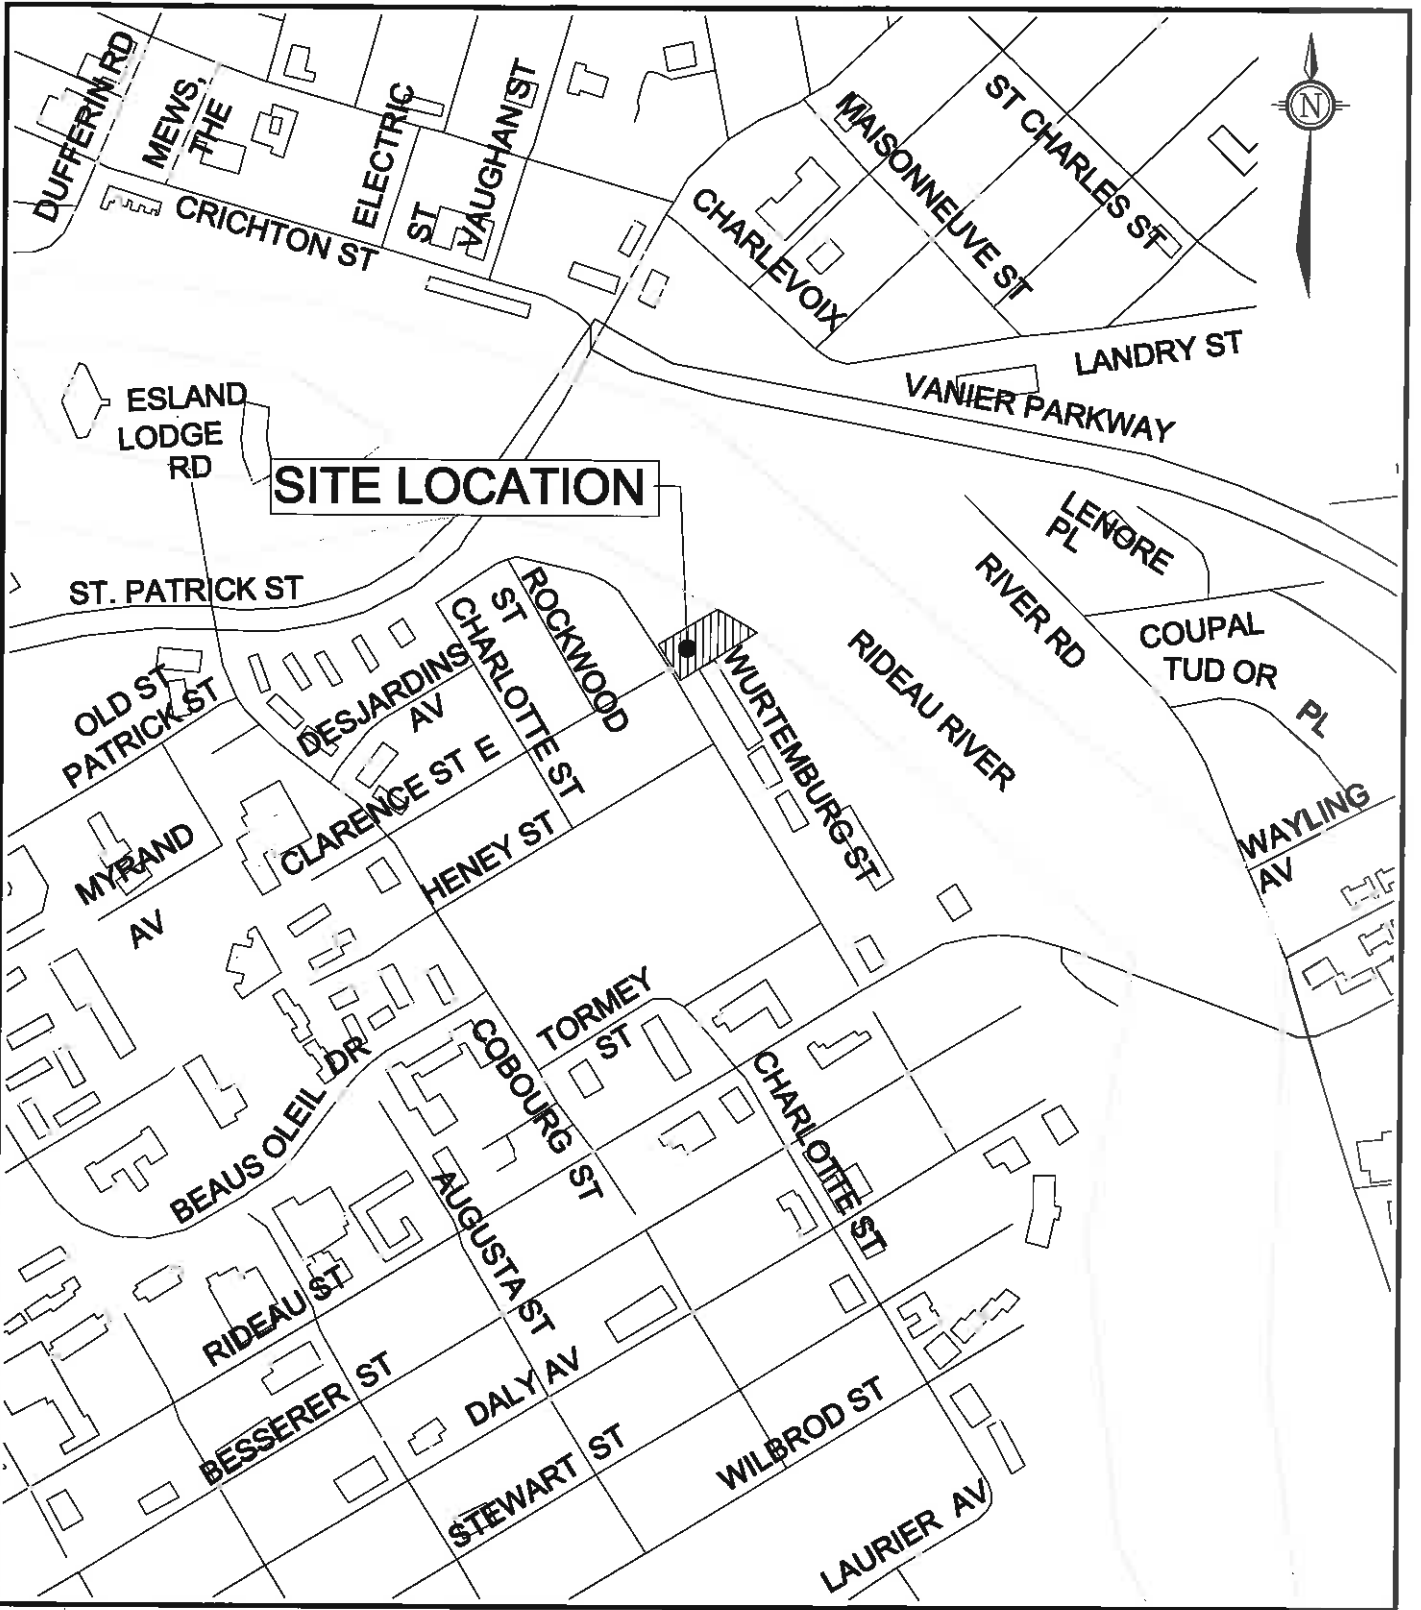 DUFFERIN RD
MEWS,
THE
ELECTRIC
ST
VAUGHAN ST
CRICHTON ST
MAISONNEUVE ST
ST CHARLES ST
N
CHARLEVOIX
LANDRY ST
VANIER PARKWAY
ESLAND
LODGE
RD
SITE LOCATION
LENORE
PL
ST. PATRICK ST
ROCKWOOD
ST
CHARLOTTE ST
RIVER RD
COUPAL
TUD OR
PL
DESJARDINS
AV
OLD ST
PATRICK ST
WURTEMBURG ST
RIDEAU RIVER
CLARENCE ST E
HENEY ST
MYRAND
AV
WAYLING
AV
TORMEY
ST
COBOURG ST
BEAUS OLEIL DR
CHARLOTTE ST
AUGUSTA ST
RIDEAU ST
BESSERER ST
DALY AV
STEWART ST
WILBROD ST
LAURIER AV